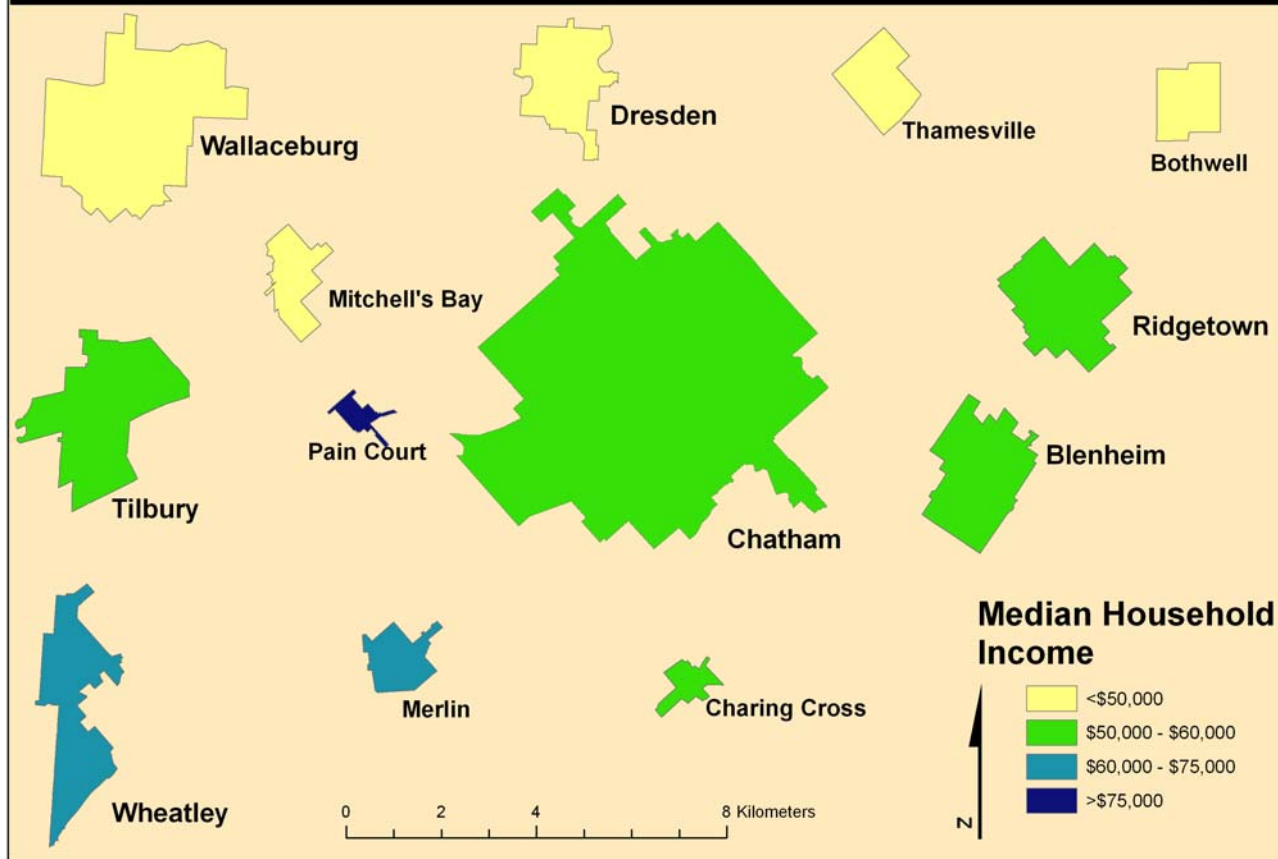 Wallaceburg
Dresden
Thamesville
Bothwell
Mitchell's Bay
Ridgetown
Tilbury
Pain Court
Blenheim
Chatham
Wheatley
Merlin
Charing Cross
Median Household
Income
<$50,000
$50,000 - $60,000
$60,000 - $75,000
>$75,000
0 2 4 8 Kilometers
N